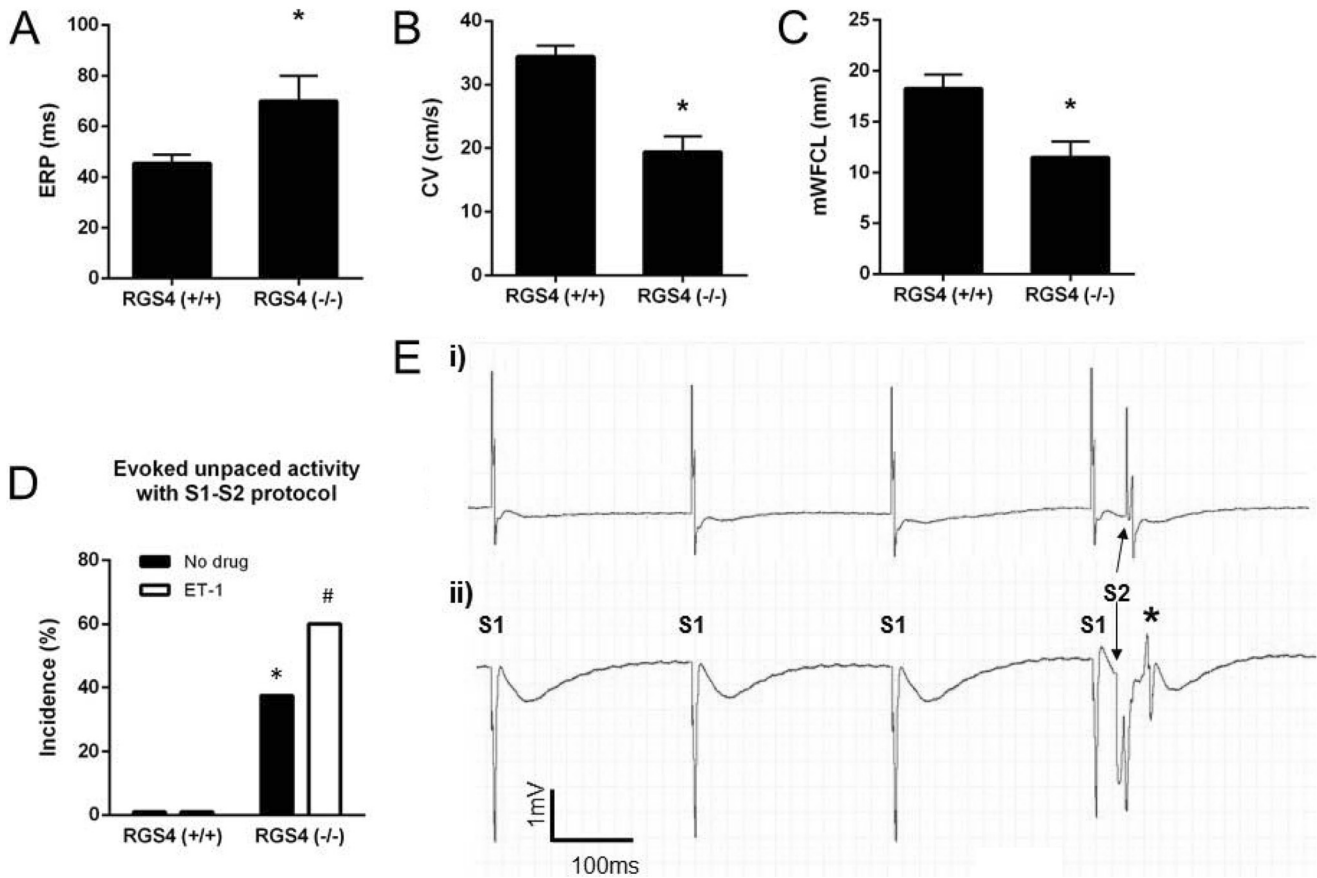 A
ERP (ms)
100
80
60
40
20
0
*
RGS4 (+/+)
RGS4 (-/-)
B
CV (cm/s)
40
30
20
10
0
*
RGS4 (+/+)
RGS4 (-/-)
C
mWFCL (mm)
25
20
15
10
5
0
*
RGS4 (+/+)
RGS4 (-/-)
D
Evoked unpaced activity
with S1-S2 protocol
No drug
ET-1
Incidence (%)
80
60
40
20
0
*
#
RGS4 (+/+)
RGS4 (-/-)
E
i)
ii)
S1
S1
S1
S1
S2
*
1mV
100ms